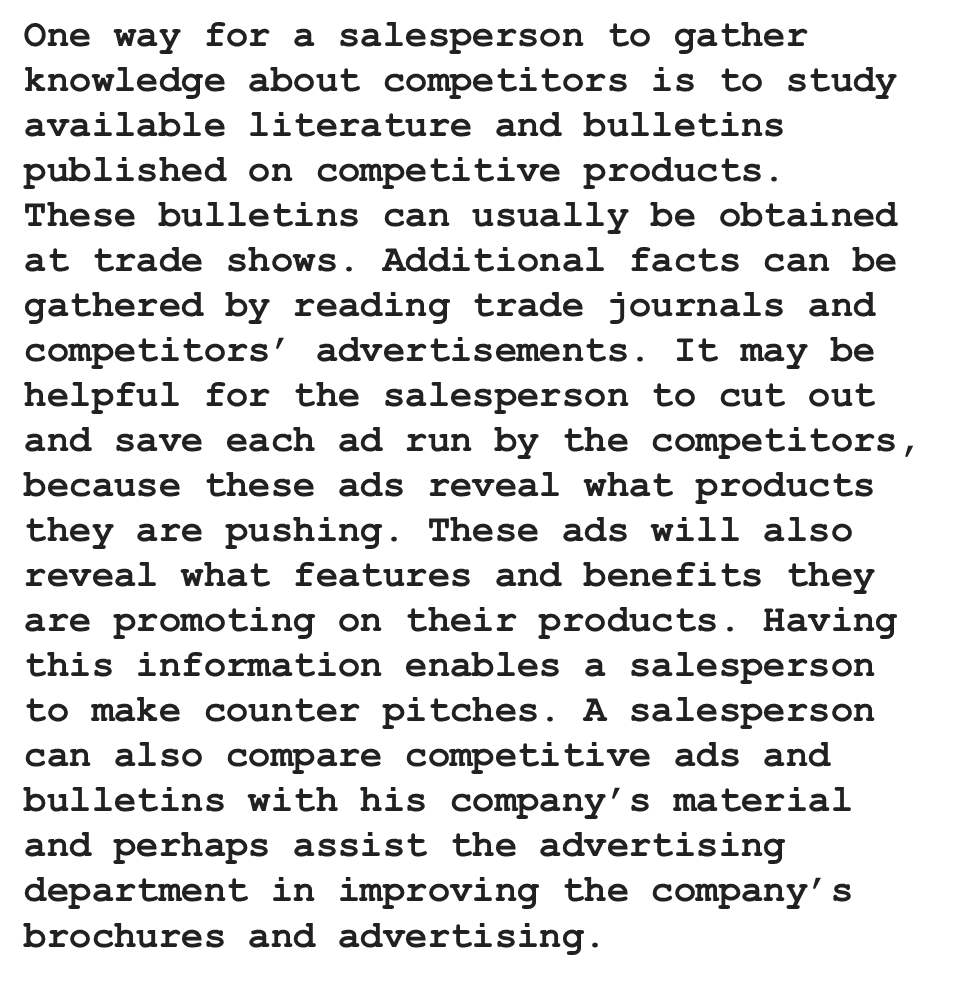 One way for a salesperson to gather
knowledge about competitors is to study
available literature and bulletins
published on competitive products.
These bulletins can usually be obtained
at trade shows. Additional facts can be
gathered by reading trade journals and
competitors’ advertisements. It may be
helpful for the salesperson to cut out
and save each ad run by the competitors,
because these ads reveal what products
they are pushing. These ads will also
reveal what features and benefits they
are promoting on their products. Having
this information enables a salesperson
to make counter pitches. A salesperson
can also compare competitive ads and
bulletins with his company’s material
and perhaps assist the advertising
department in improving the company’s
brochures and advertising.